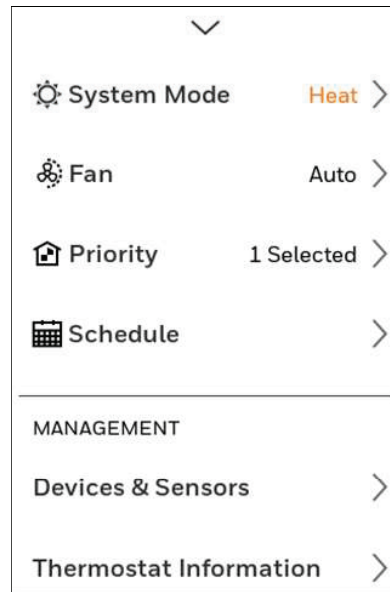 System Mode Heat
Fan Auto
Priority 1 Selected
Schedule
MANAGEMENT
Devices & Sensors
Thermostat Information